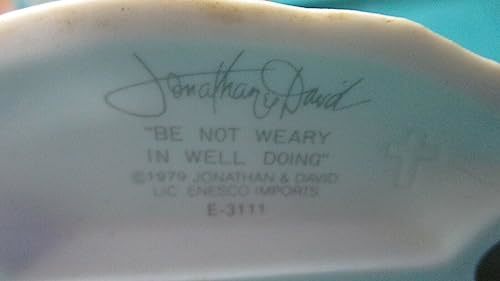 Jonathan & David
"BE NOT WEARY
IN WELL DOING"
©1979 JONATHAN & DAVID
LIC. ENESCO IMPORTS.
E-3111